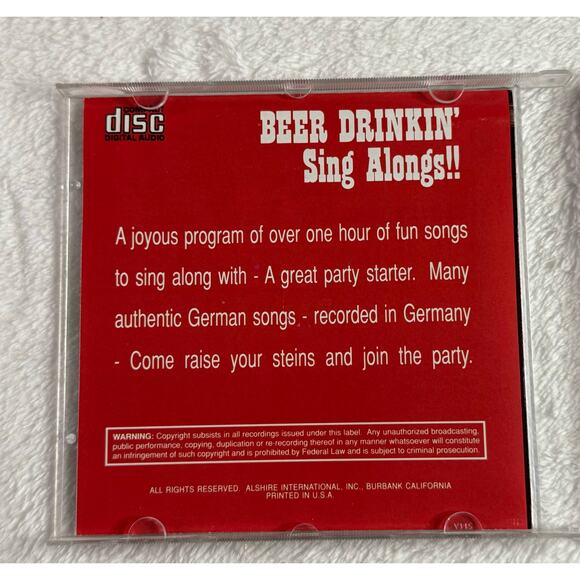 COMPACT
disc
DIGITAL AUDIO
BEER DRINKIN'
Sing Alongs!!
A joyous program of over one hour of fun songs
to sing along with - A great party starter. Many
authentic German songs - recorded in Germany
- Come raise your steins and join the party.
WARNING: Copyright subsists in all recordings issued under this label. Any unauthorized broadcasting,
public performance, copying, duplication or re-recording thereof in any manner whatsoever will constitute
an infringement of such copyright and is prohibited by Federal Law and is subject to criminal prosecution.
ALL RIGHTS RESERVED. ALSHIRE INTERNATIONAL, INC., BURBANK CALIFORNIA
PRINTED IN U.S.A.